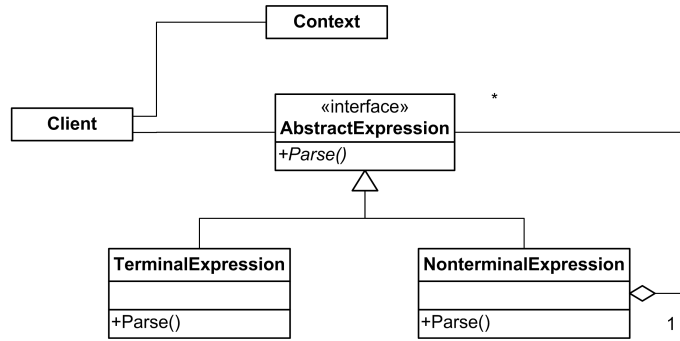 Context
Client
«interface»
AbstractExpression
+Parse()
*
TerminalExpression
+Parse()
NonterminalExpression
+Parse()
1